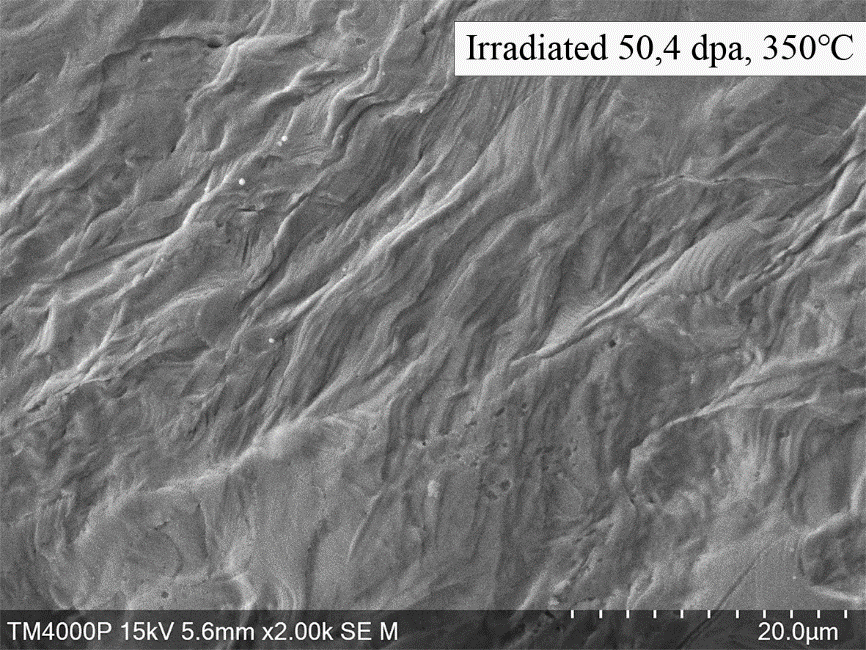 Irradiated 50,4 dpa, 350℃
TM4000P 15kV 5.6mm x2.00k SE M
20.0μm